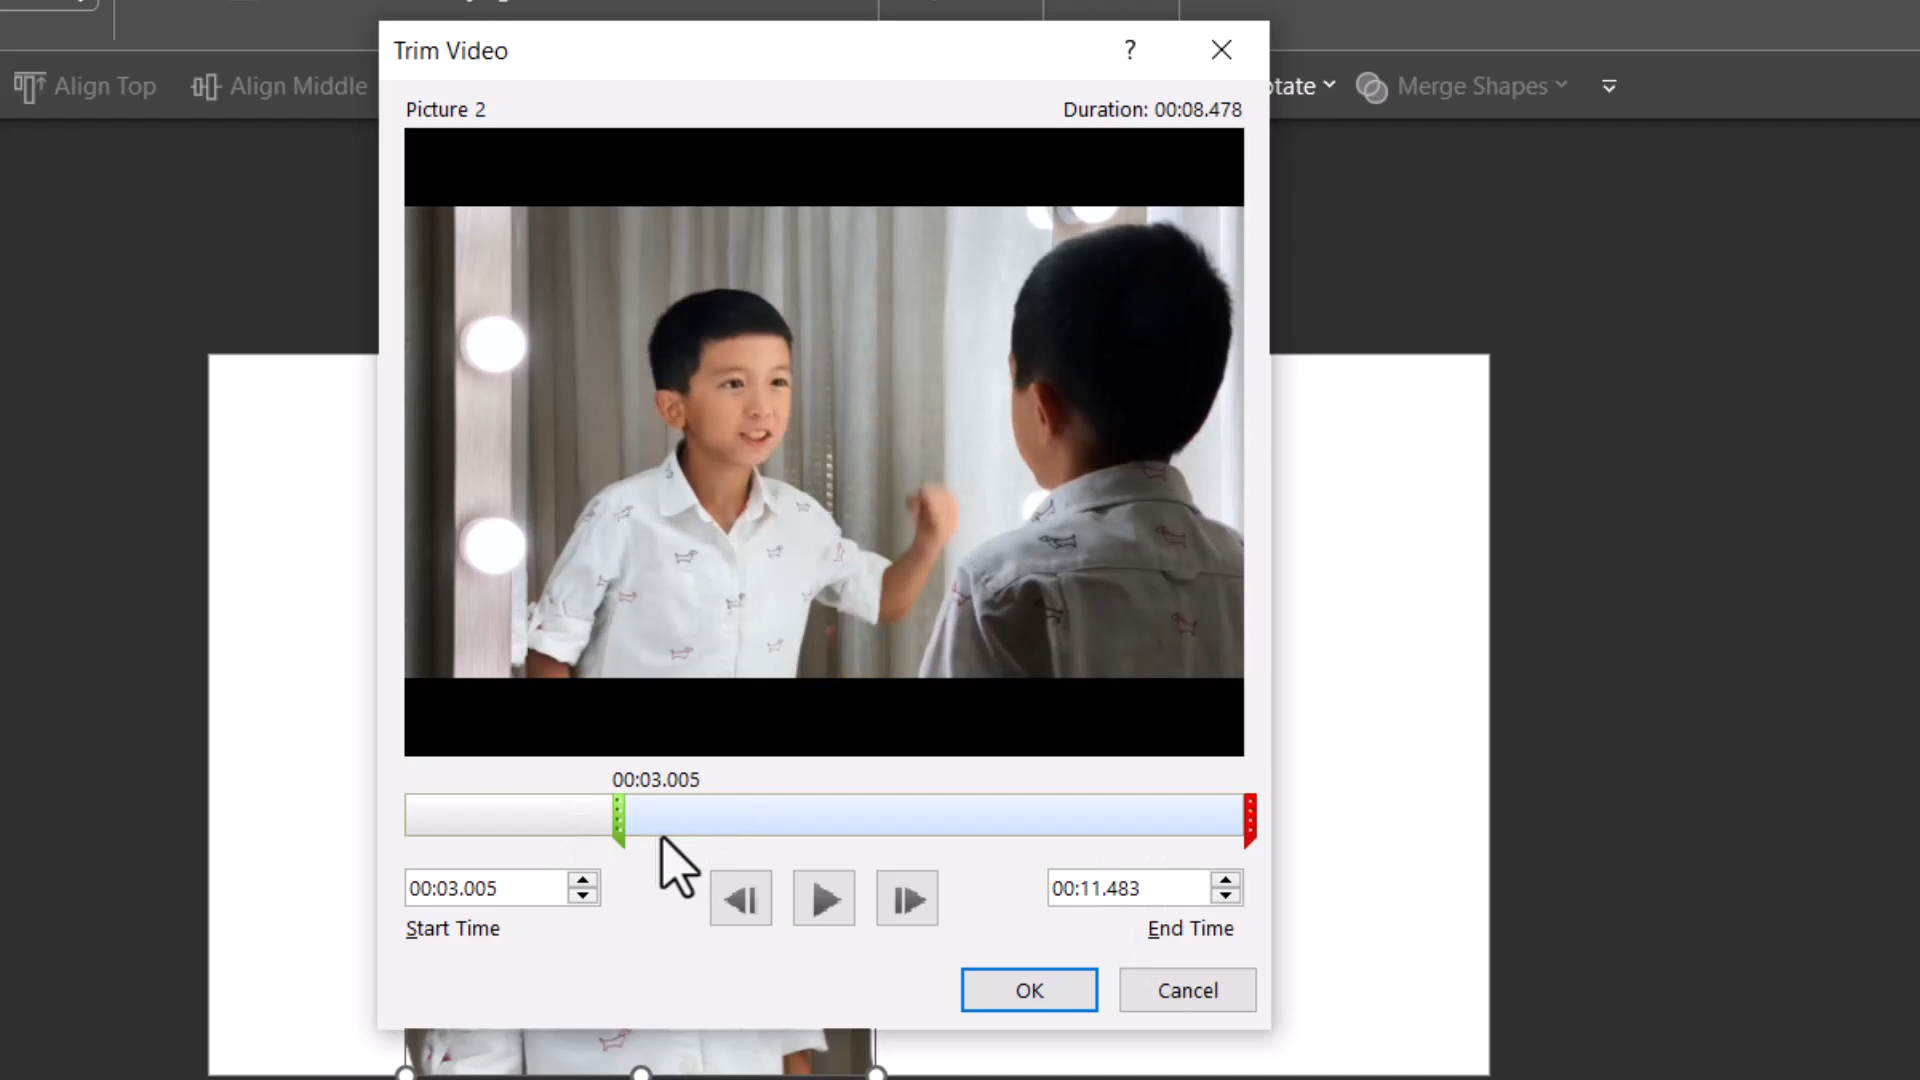 Trim Video
?
Align Top
Align Middle
Merge Shapes
Picture 2
Duration: 00:08.478
00:03.005
00:03.005
00:11.483
Start Time
End Time
OK
Cancel